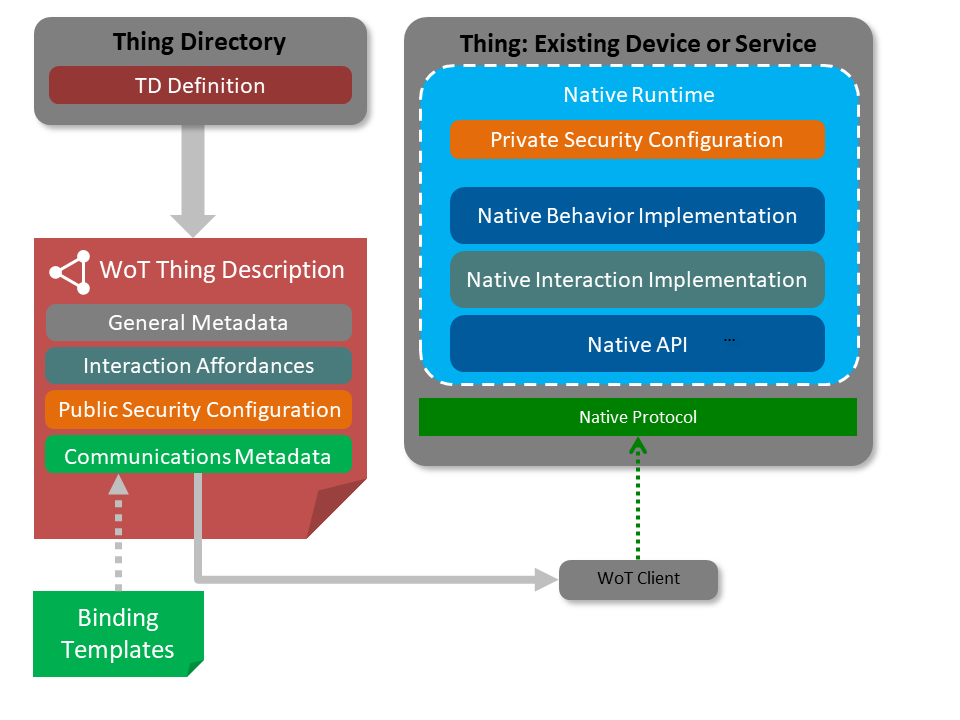 Thing Directory
TD Definition
WoT Thing Description
General Metadata
Interaction Affordances
Public Security Configuration
Communications Metadata
Binding
Templates
Thing: Existing Device or Service
Native Runtime
Private Security Configuration
Native Behavior Implementation
Native Interaction Implementation
Native API ...
Native Protocol
WoT Client